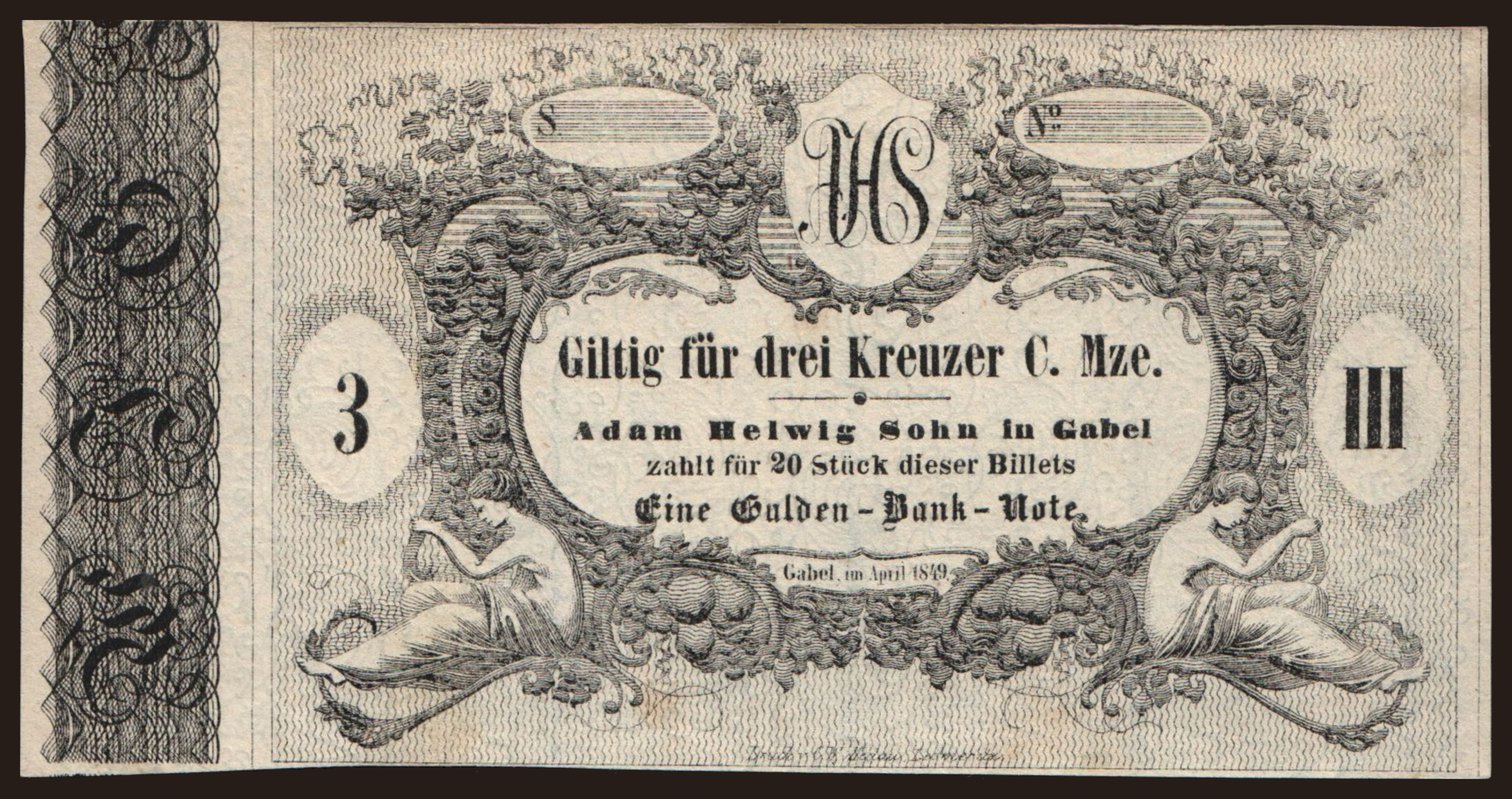 S
AHS
Nº
Giltig für drei Kreuzer C. Mze.
3
III
Adam Helwig Sohn in Gabel
zahlt für 20 Stück dieser Billets
Eine Gulden-Bank-Note
Gabel, im April 1849
Druck v.